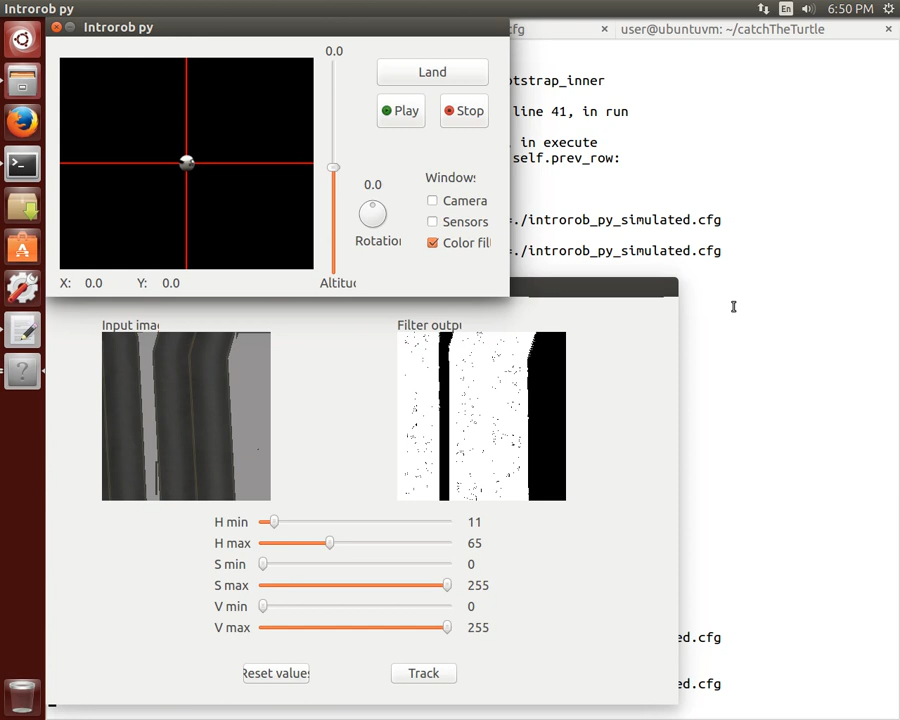 Introrob py
En
6:50 PM
Introrob py
user@ubuntuvm: ~/catchTheTurtle
0.0
Land
Play
Stop
0.0
Rotation
Windows
Camera
Sensors
Color fil
X: 0.0 Y: 0.0
Altitud
line 41, in run
in execute
self.prev_row:
=./introrob_py_simulated.cfg
=./introrob_py_simulated.cfg
Input ima
Filter outpu
H min 11
H max 65
S min 0
S max 255
V min 0
V max 255
Reset values
Track
ed.cfg
ed.cfg